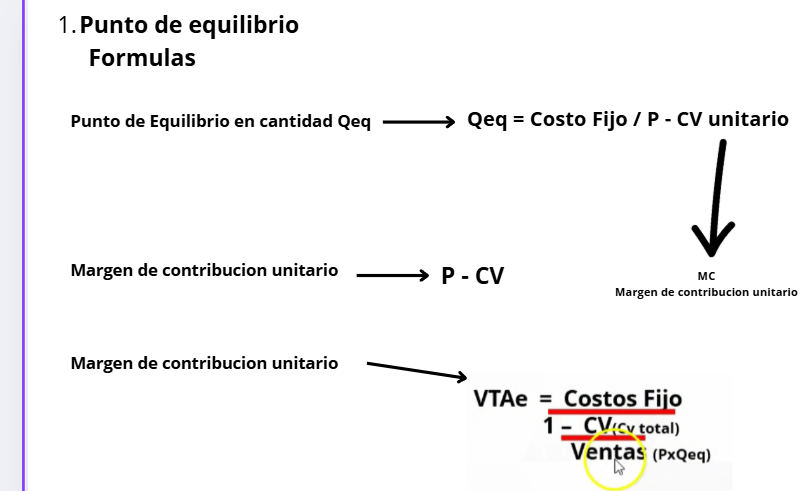 1. Punto de equilibrio
Formulas
Punto de Equilibrio en cantidad Qeq
Qeq = Costo Fijo / P - CV unitario
Margen de contribucion unitario
P - CV
MC
Margen de contribucion unitario
Margen de contribucion unitario
VTAe = Costos Fijo
1 - CV(Cv total)
Ventas (PxQeq)